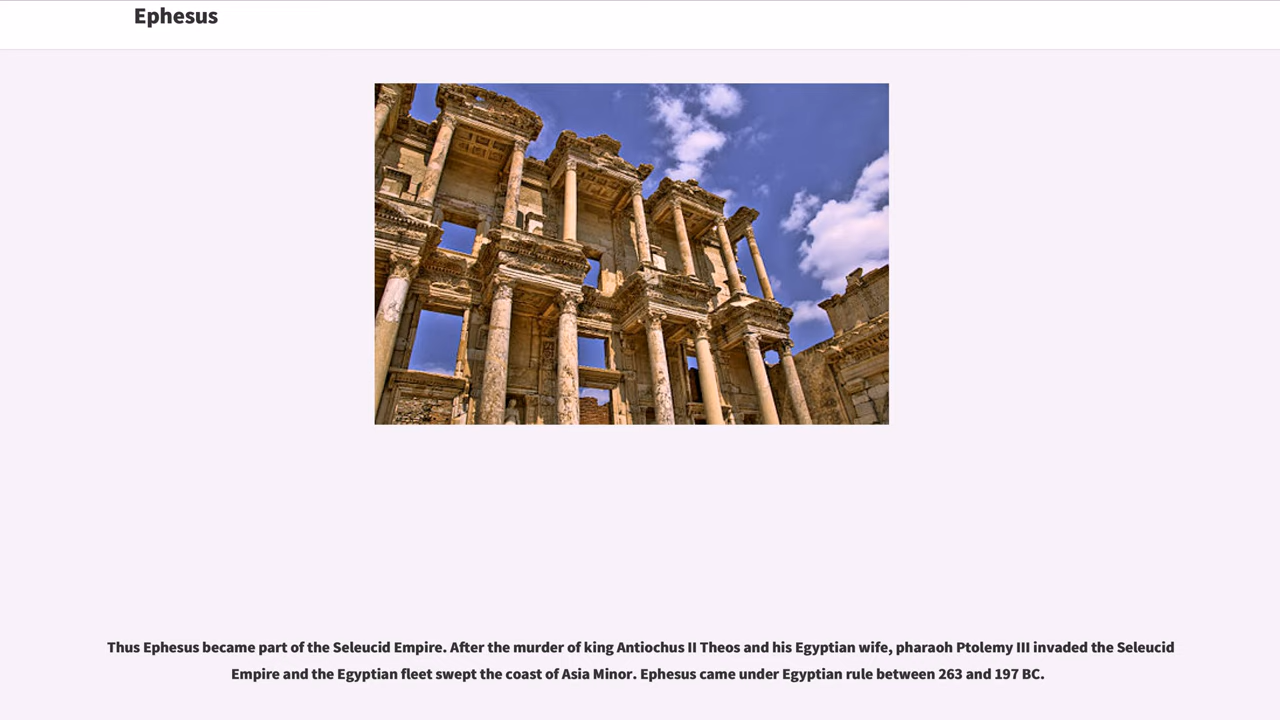 Ephesus
Thus Ephesus became part of the Seleucid Empire. After the murder of king Antiochus II Theos and his Egyptian wife, pharaoh Ptolemy III invaded the Seleucid
Empire and the Egyptian fleet swept the coast of Asia Minor. Ephesus came under Egyptian rule between 263 and 197 BC.